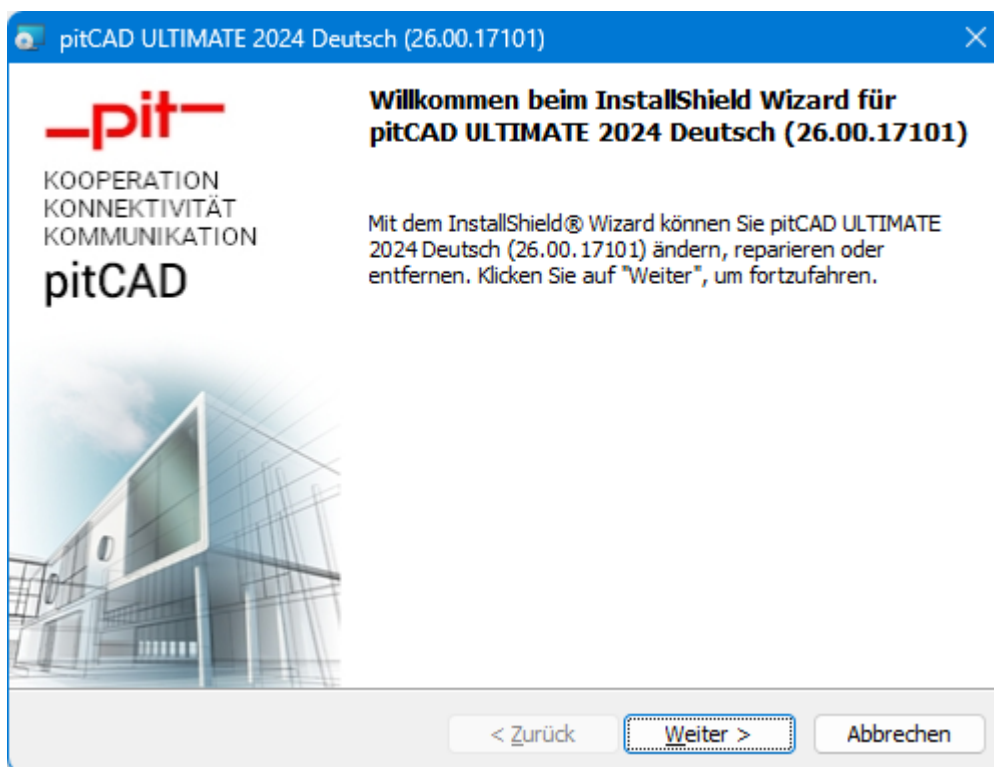 pitCAD ULTIMATE 2024 Deutsch (26.00.17101)
pit
KOOPERATION
KONNEKTIVITÄT
KOMMUNIKATION
pitCAD
Willkommen beim InstallShield Wizard für
pitCAD ULTIMATE 2024 Deutsch (26.00.17101)
Mit dem InstallShield® Wizard können Sie pitCAD ULTIMATE
2024 Deutsch (26.00.17101) ändern, reparieren oder
entfernen. Klicken Sie auf "Weiter", um fortzufahren.
< Zurück
Weiter >
Abbrechen